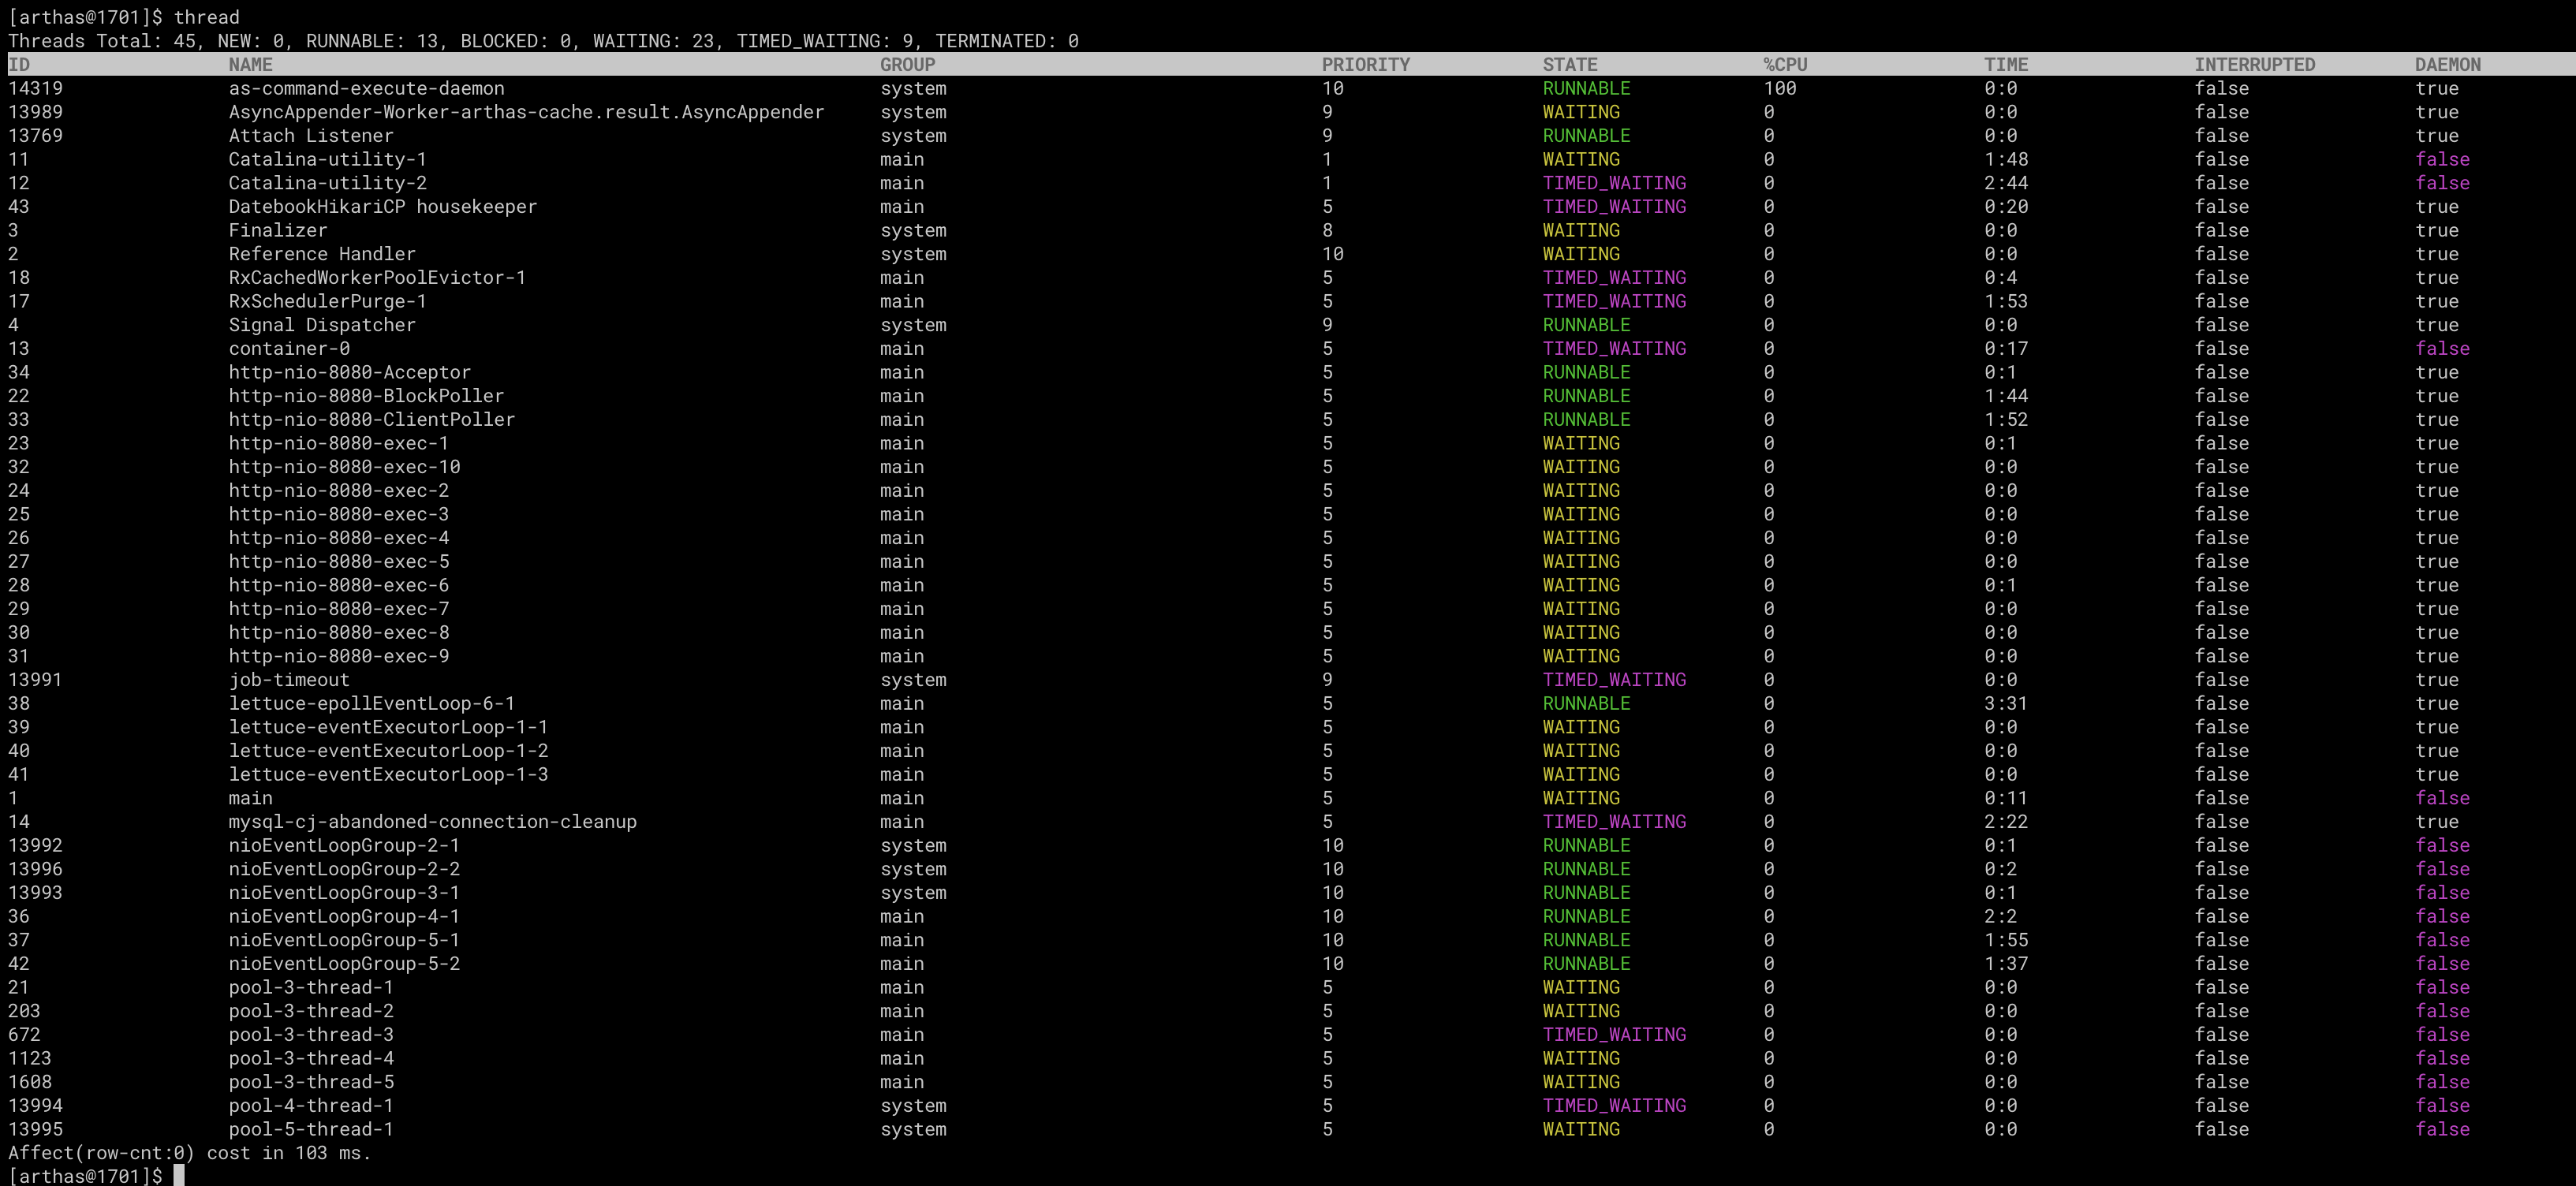 [arthas@1701]$ thread
Threads Total: 45, NEW: 0, RUNNABLE: 13, BLOCKED: 0, WAITING: 23, TIMED_WAITING: 9, TERMINATED: 0
ID NAME GROUP PRIORITY STATE %CPU TIME INTERRUPTED DAEMON
14319 as-command-execute-daemon system 10 RUNNABLE 100 0:0 false true
13989 AsyncAppender-Worker-arthas-cache.result.AsyncAppender system 9 WAITING 0 0:0 false true
13769 Attach Listener system 9 RUNNABLE 0 0:0 false true
11 Catalina-utility-1 main 1 WAITING 0 1:48 false false
12 Catalina-utility-2 main 1 TIMED_WAITING 0 2:44 false false
43 DatebookHikariCP housekeeper main 5 TIMED_WAITING 0 0:20 false true
3 Finalizer system 8 WAITING 0 0:0 false true
2 Reference Handler system 10 WAITING 0 0:0 false true
18 RxCachedWorkerPoolEvictor-1 main 5 TIMED_WAITING 0 0:4 false true
17 RxSchedulerPurge-1 main 5 TIMED_WAITING 0 1:53 false true
4 Signal Dispatcher system 9 RUNNABLE 0 0:0 false true
13 container-0 main 5 TIMED_WAITING 0 0:17 false false
34 http-nio-8080-Acceptor main 5 RUNNABLE 0 0:1 false true
22 http-nio-8080-BlockPoller main 5 RUNNABLE 0 1:44 false true
33 http-nio-8080-ClientPoller main 5 RUNNABLE 0 1:52 false true
23 http-nio-8080-exec-1 main 5 WAITING 0 0:1 false true
32 http-nio-8080-exec-10 main 5 WAITING 0 0:0 false true
24 http-nio-8080-exec-2 main 5 WAITING 0 0:0 false true
25 http-nio-8080-exec-3 main 5 WAITING 0 0:0 false true
26 http-nio-8080-exec-4 main 5 WAITING 0 0:0 false true
27 http-nio-8080-exec-5 main 5 WAITING 0 0:0 false true
28 http-nio-8080-exec-6 main 5 WAITING 0 0:1 false true
29 http-nio-8080-exec-7 main 5 WAITING 0 0:0 false true
30 http-nio-8080-exec-8 main 5 WAITING 0 0:0 false true
31 http-nio-8080-exec-9 main 5 WAITING 0 0:0 false true
13991 job-timeout system 9 TIMED_WAITING 0 0:0 false true
38 lettuce-epollEventLoop-6-1 main 5 RUNNABLE 0 3:31 false true
39 lettuce-eventExecutorLoop-1-1 main 5 WAITING 0 0:0 false true
40 lettuce-eventExecutorLoop-1-2 main 5 WAITING 0 0:0 false true
41 lettuce-eventExecutorLoop-1-3 main 5 WAITING 0 0:0 false true
1 main main 5 WAITING 0 0:11 false false
14 mysql-cj-abandoned-connection-cleanup main 5 TIMED_WAITING 0 2:22 false true
13992 nioEventLoopGroup-2-1 system 10 RUNNABLE 0 0:1 false false
13996 nioEventLoopGroup-2-2 system 10 RUNNABLE 0 0:2 false false
13993 nioEventLoopGroup-3-1 system 10 RUNNABLE 0 0:1 false false
36 nioEventLoopGroup-4-1 main 10 RUNNABLE 0 2:2 false false
37 nioEventLoopGroup-5-1 main 10 RUNNABLE 0 1:55 false false
42 nioEventLoopGroup-5-2 main 10 RUNNABLE 0 1:37 false false
21 pool-3-thread-1 main 5 WAITING 0 0:0 false false
203 pool-3-thread-2 main 5 WAITING 0 0:0 false false
672 pool-3-thread-3 main 5 TIMED_WAITING 0 0:0 false false
1123 pool-3-thread-4 main 5 WAITING 0 0:0 false false
1608 pool-3-thread-5 main 5 WAITING 0 0:0 false false
13994 pool-4-thread-1 system 5 TIMED_WAITING 0 0:0 false false
13995 pool-5-thread-1 system 5 WAITING 0 0:0 false false
Affect(row-cnt:0) cost in 103 ms.
[arthas@1701]$